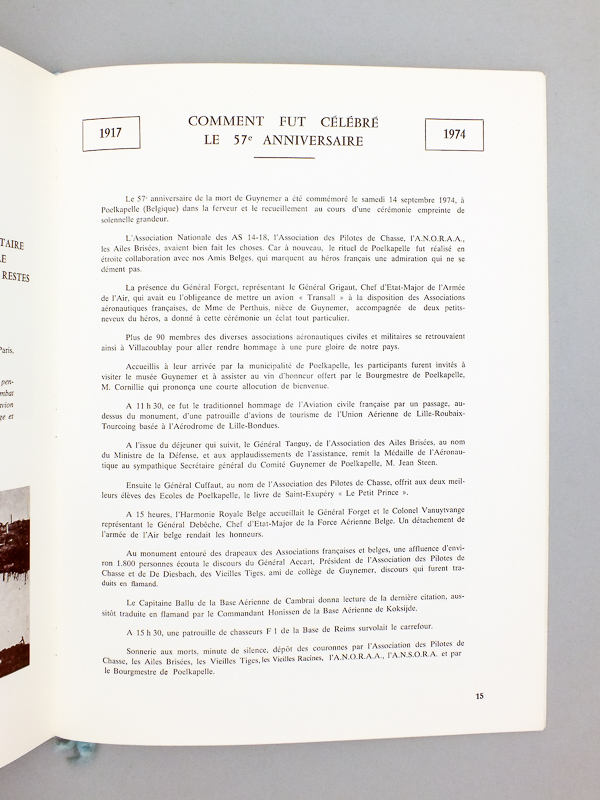 TAIRE
LE
RESTES
Paris,
pen-
mbat
avion
ge et
1917
COMMENT FUT CÉLÉBRÉ
LE 57e ANNIVERSAIRE
1974
Le 57e anniversaire de la mort de Guynemer a été commémoré le samedi 14 septembre 1974, à
Poelkapelle (Belgique) dans la ferveur et le recueillement au cours d'une cérémonie empreinte de
solennelle grandeur.
L'Association Nationale des AS 14-18, l'Association des Pilotes de Chasse, l'A.N.O.R.A.A.,
les Ailes Brisées, avaient bien fait les choses. Car à nouveau, le rituel de Poelkapelle fut réalisé en
étroite collaboration avec nos Amis Belges, qui marquent au héros français une admiration qui ne se
dément pas.
La présence du Général Forget, représentant le Général Grigaut, Chef d'Etat-Major de l'Armée
de l'Air, qui avait eu l'obligeance de mettre un avion « Transall » à la disposition des Associations
aéronautiques françaises, de Mme de Perthuis, nièce de Guynemer, accompagnée de deux petits-
neveux du héros, a donné à cette cérémonie un éclat tout particulier.
Plus de 90 membres des diverses associations aéronautiques civiles et militaires se retrouvaient
ainsi à Villacoublay pour aller rendre hommage à une pure gloire de notre pays.
Accueillis à leur arrivée par la municipalité de Poelkapelle, les participants furent invités à
visiter le musée Guynemer et à assister au vin d'honneur offert par le Bourgmestre de Poelkapelle,
M. Cornillie qui prononça une courte allocution de bienvenue.
A 11 h 30, ce fut le traditionnel hommage de l'Aviation civile française par un passage, au-
dessus du monument, d'une patrouille d'avions de tourisme de l'Union Aérienne de Lille-Roubaix-
Tourcoing basée à l'Aérodrome de Lille-Bondues.
A l'issue du déjeuner qui suivit, le Général Tanguy, de l'Association des Ailes Brisées, au nom
du Ministre de la Défense, et aux applaudissements de l'assistance, remit la Médaille de l'Aéronau-
tique au sympathique Secrétaire général du Comité Guynemer de Poelkapelle, M. Jean Steen.
Ensuite le Général Cuffaut, au nom de l'Association des Pilotes de Chasse, offrit aux deux meil-
leurs élèves des Ecoles de Poelkapelle, le livre de Saint-Exupéry « Le Petit Prince ».
A 15 heures, l'Harmonie Royale Belge accueillait le Général Forget et le Colonel Vanuytvange
représentant le Général Debêche, Chef d'Etat-Major de la Force Aérienne Belge. Un détachement de
l'armée de l'Air belge rendait les honneurs.
Au monument entouré des drapeaux des Associations françaises et belges, une affluence d'envi-
ron 1.800 personnes écouta le discours du Général Accart, Président de l'Association des Pilotes de
Chasse et de De Diesbach, des Vieilles Tiges, ami de collège de Guynemer, discours qui furent tra-
duits en flamand.
Le Capitaine Ballu de la Base Aérienne de Cambrai donna lecture de la dernière citation, aus-
sitôt traduite en flamand par le Commandant Honissen de la Base Aérienne de Koksijde.
A 15 h 30, une patrouille de chasseurs F 1 de la Base de Reims survolait le carrefour.
Sonnerie aux morts, minute de silence, dépôt des couronnes par l'Association des Pilotes de
Chasse, les Ailes Brisées, les Vieilles Tiges, les Vieilles Racines, l'A.N.O.R.A.A., l'A.N.S.O.R.A. et par
le Bourgmestre de Poelkapelle.
15